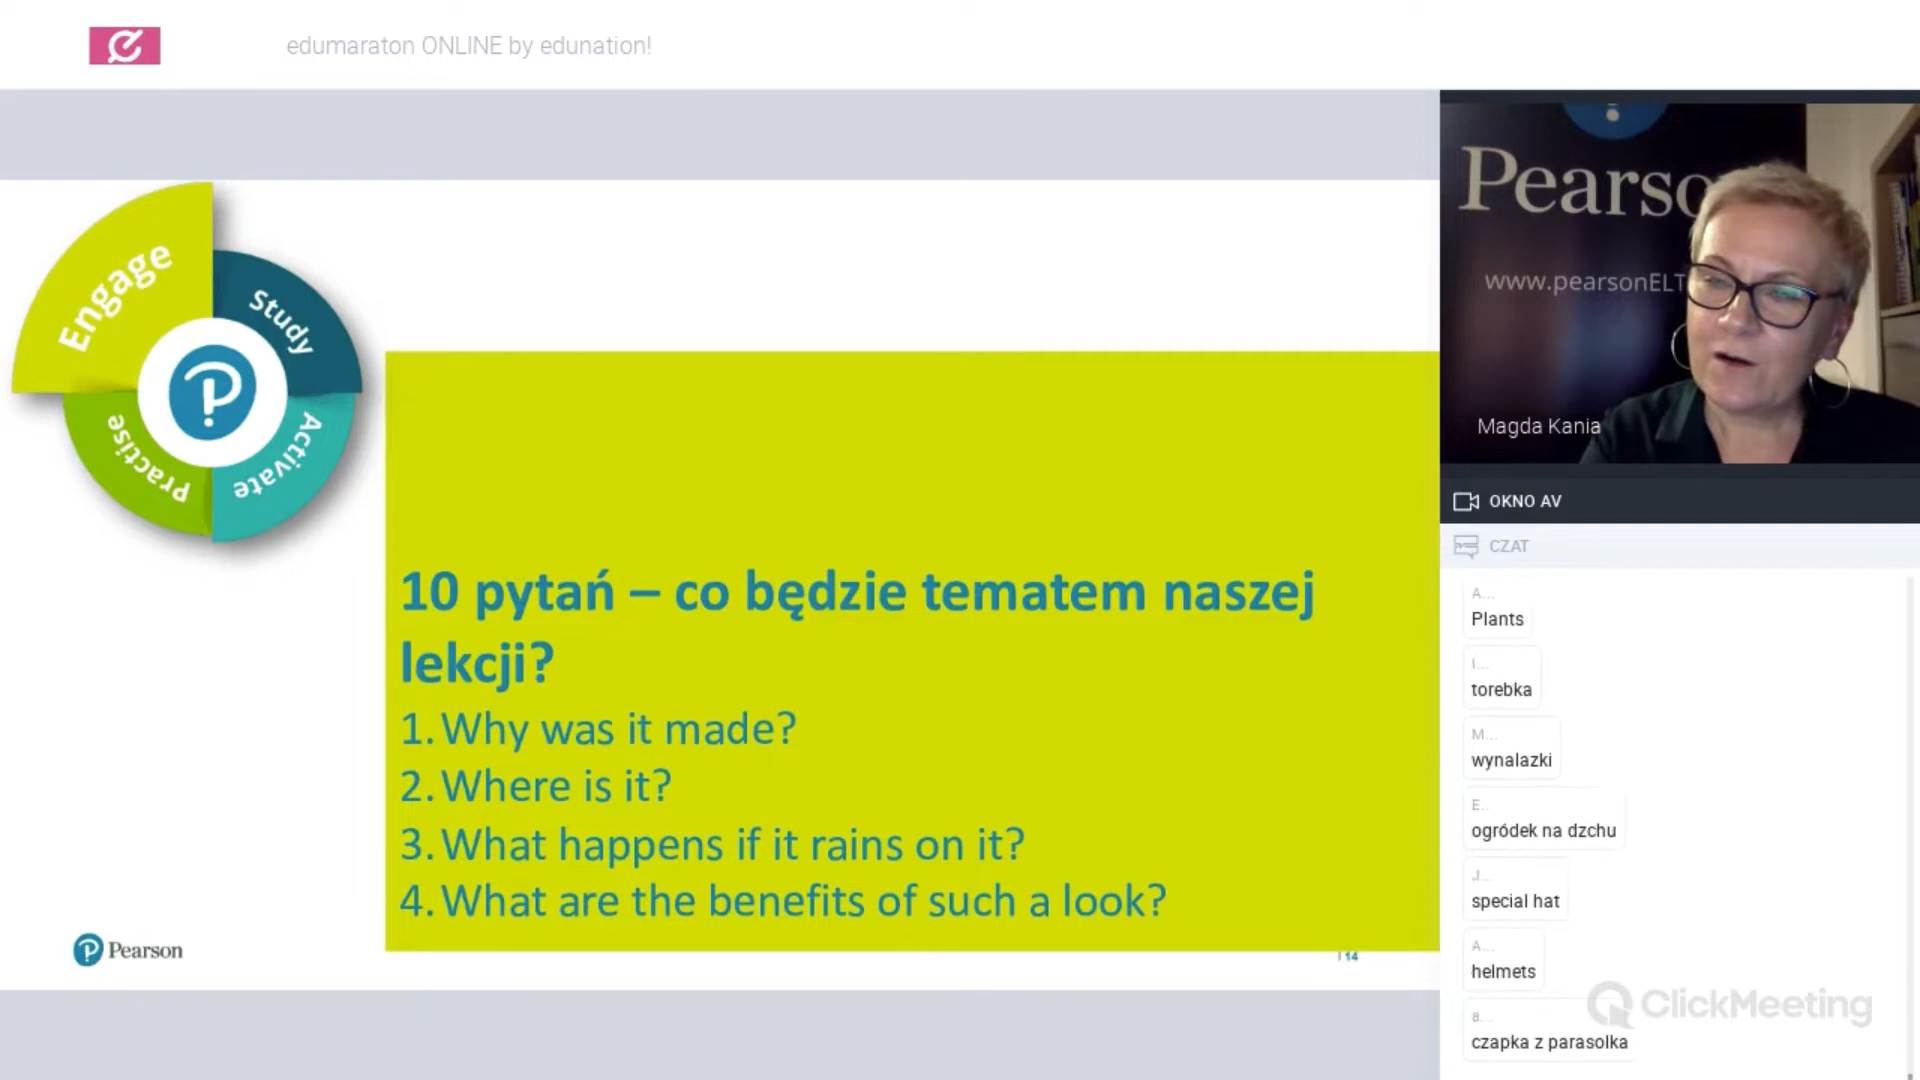 edumaraton ONLINE by edunation!
Engage
Study
Practise
Activate
10 pytań – co będzie tematem naszej
lekcji?
1. Why was it made?
2. Where is it?
3. What happens if it rains on it?
4. What are the benefits of such a look?
Pearson
14
Pearso
www.pearsonELT
Magda Kania
OKNO AV
CZAT
A...
Plants
I...
torebka
M...
wynalazki
E..
ogródek na dzchu
J...
special hat
A...
helmets
czapka z parasolka
ClickMeeting